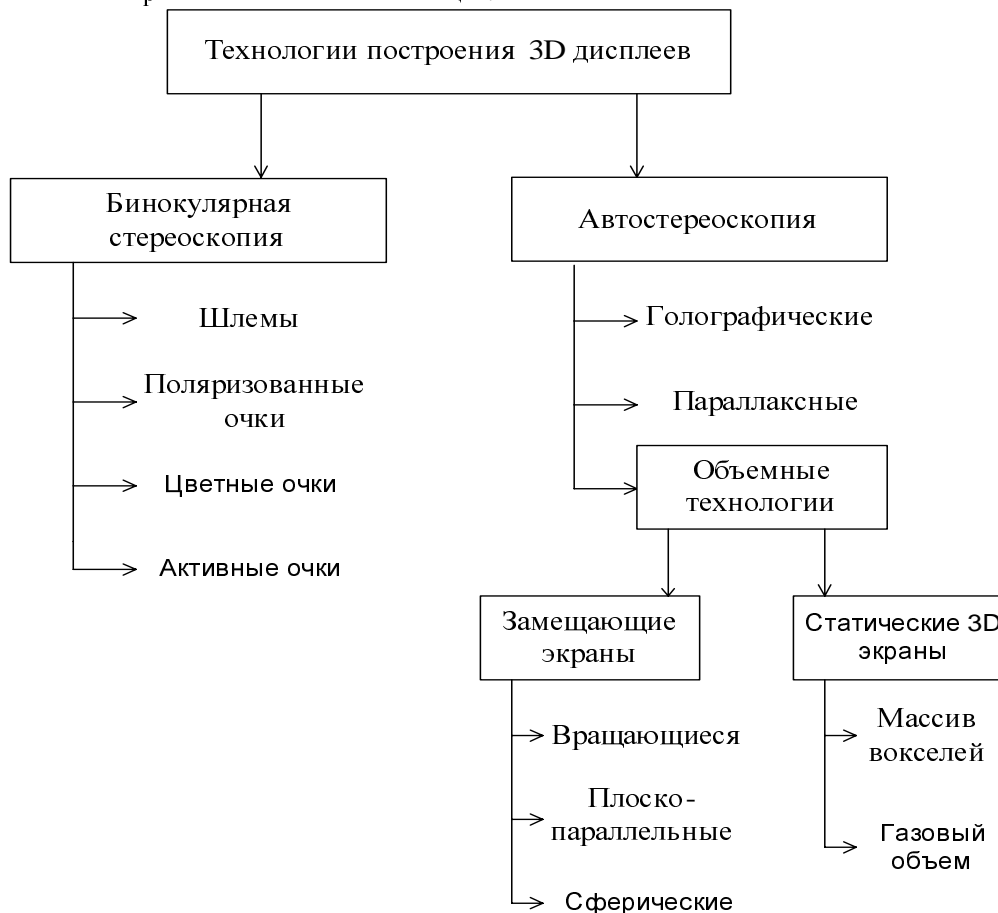 Технологии построения 3D дисплеев
Бинокулярная
стереоскопия
Автостереоскопия
Шлемы
Голографические
Поляризованные
очки
Параллаксные
Цветные очки
Объемные
технологии
Активные очки
Замещающие
экраны
Статические 3D
экраны
Вращающиеся
Массив
вокселей
Плоско-
параллельные
Газовый
объем
Сферические